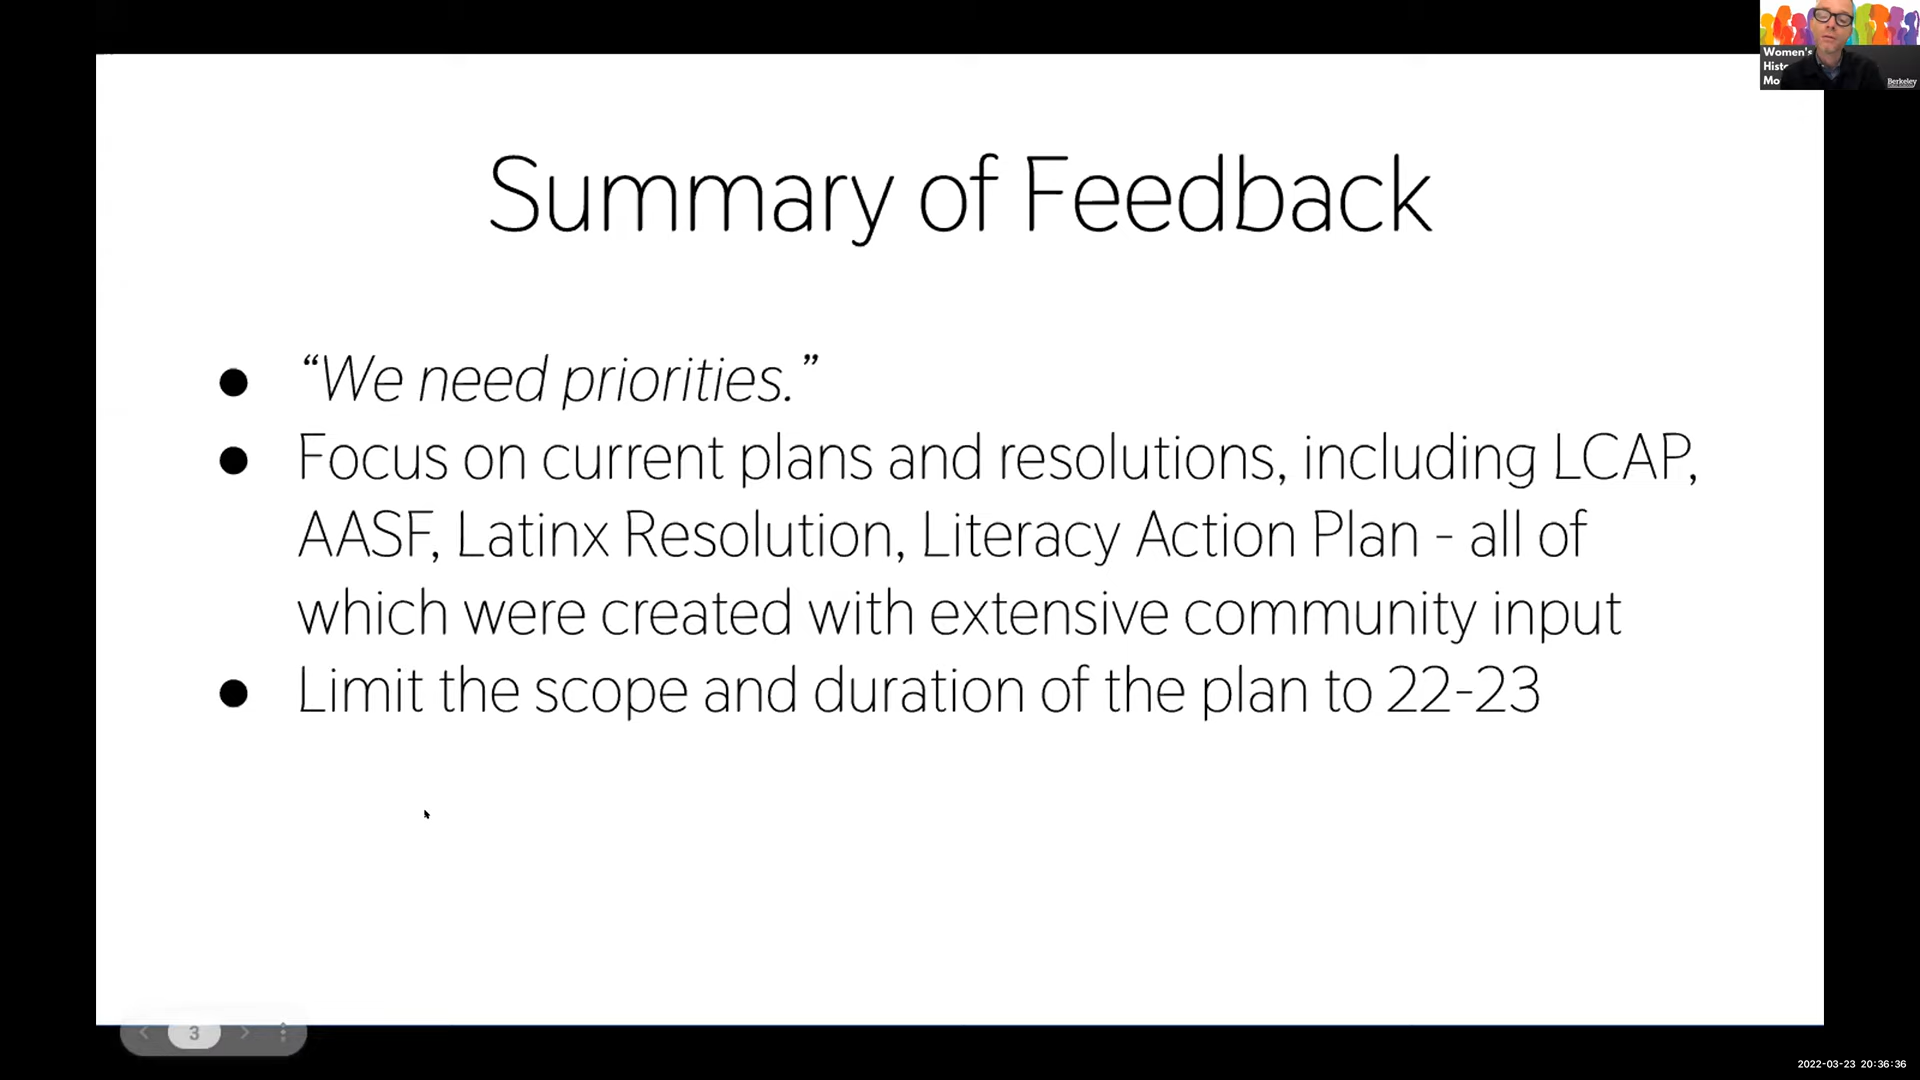 Women's
Summary of Feedback
● “We need priorities.”
● Focus on current plans and resolutions, including LCAP,
AASF, Latinx Resolution, Literacy Action Plan - all of
which were created with extensive community input
● Limit the scope and duration of the plan to 22-23
Berkeley
3
2022-03-23 20:36:36